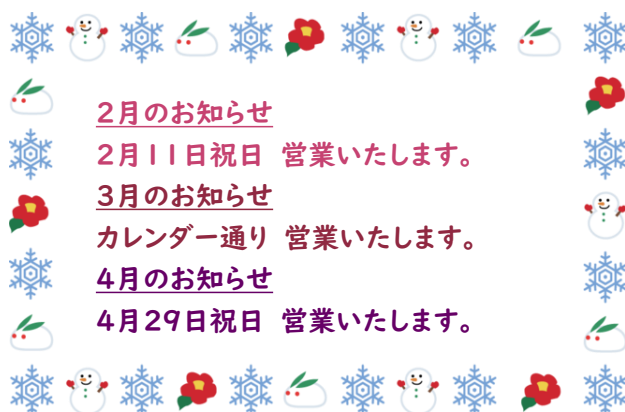 2月のお知らせ
2月11日祝日 営業いたします。
3月のお知らせ
カレンダー通り 営業いたします。
4月のお知らせ
4月29日祝日 営業いたします。